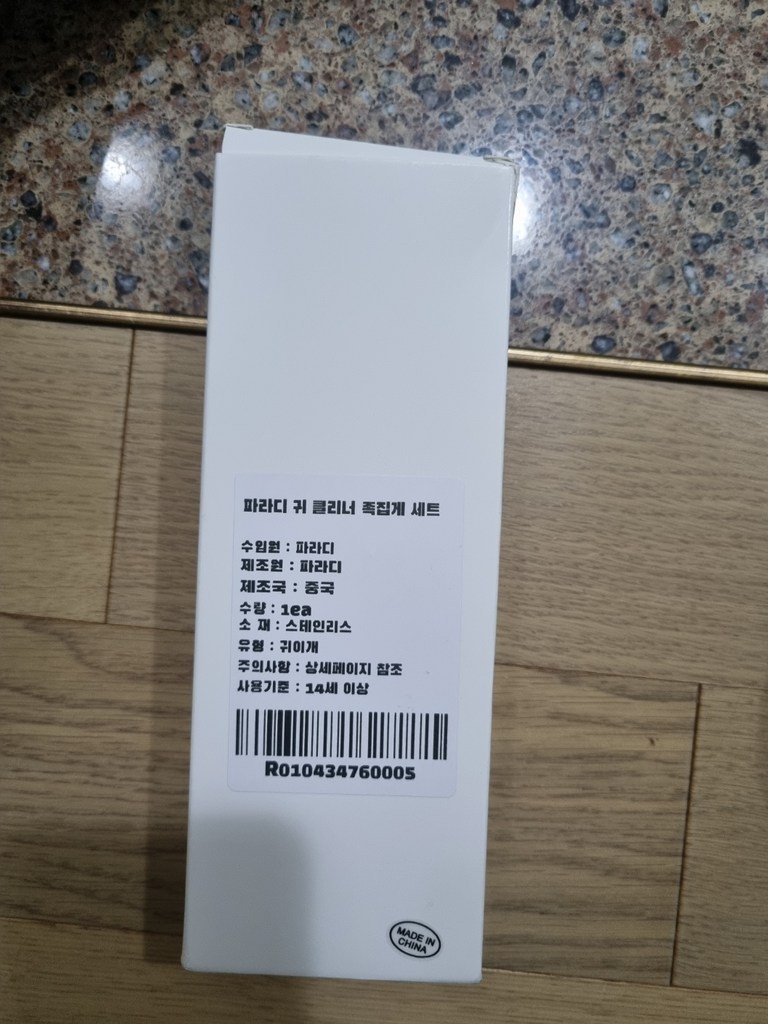 파라디 귀 클리너 족집게 세트
수입원 : 파라디
제조원 : 파라디
제조국 : 중국
수량 : 1ea
소 재 : 스테인리스
유형 : 귀이개
주의사항 : 상세페이지 참조
사용기준 : 14세 이상
R010434760005
MADE IN
CHINA